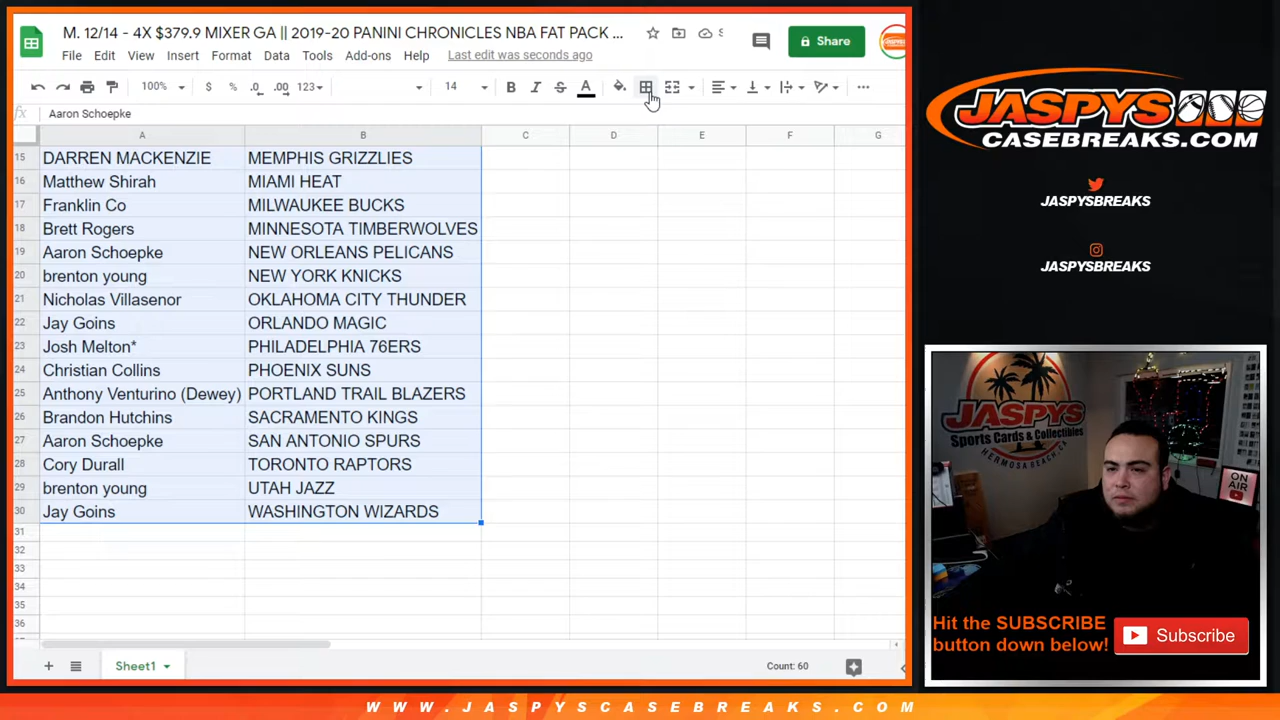 M. 12/14 - 4X $379.9 MIXER GA || 2019-20 PANINI CHRONICLES NBA FAT PACK ...
File Edit View Insert Format Data Tools Add-ons Help Last edit was seconds ago
Share
100% $ % .0 .00 123 14 B I S A
fx Aaron Schoepke
A B C D E F G
15 DARREN MACKENZIE MEMPHIS GRIZZLIES
16 Matthew Shirah MIAMI HEAT
17 Franklin Co MILWAUKEE BUCKS
18 Brett Rogers MINNESOTA TIMBERWOLVES
19 Aaron Schoepke NEW ORLEANS PELICANS
20 brenton young NEW YORK KNICKS
21 Nicholas Villasenor OKLAHOMA CITY THUNDER
22 Jay Goins ORLANDO MAGIC
23 Josh Melton* PHILADELPHIA 76ERS
24 Christian Collins PHOENIX SUNS
25 Anthony Venturino (Dewey) PORTLAND TRAIL BLAZERS
26 Brandon Hutchins SACRAMENTO KINGS
27 Aaron Schoepke SAN ANTONIO SPURS
28 Cory Durall TORONTO RAPTORS
29 brenton young UTAH JAZZ
30 Jay Goins WASHINGTON WIZARDS
31
32
33
34
35
36
Sheet1 Count: 60
JASPYS
CASEBREAKS.COM
JASPYSBREAKS
JASPYSBREAKS
JASPYS
Sports Cards & Collectibles
HERMOSA BEACH, CA
ON AIR
Hit the SUBSCRIBE
button down below!
Subscribe
WWW.JASPYSCASEBREAKS.COM